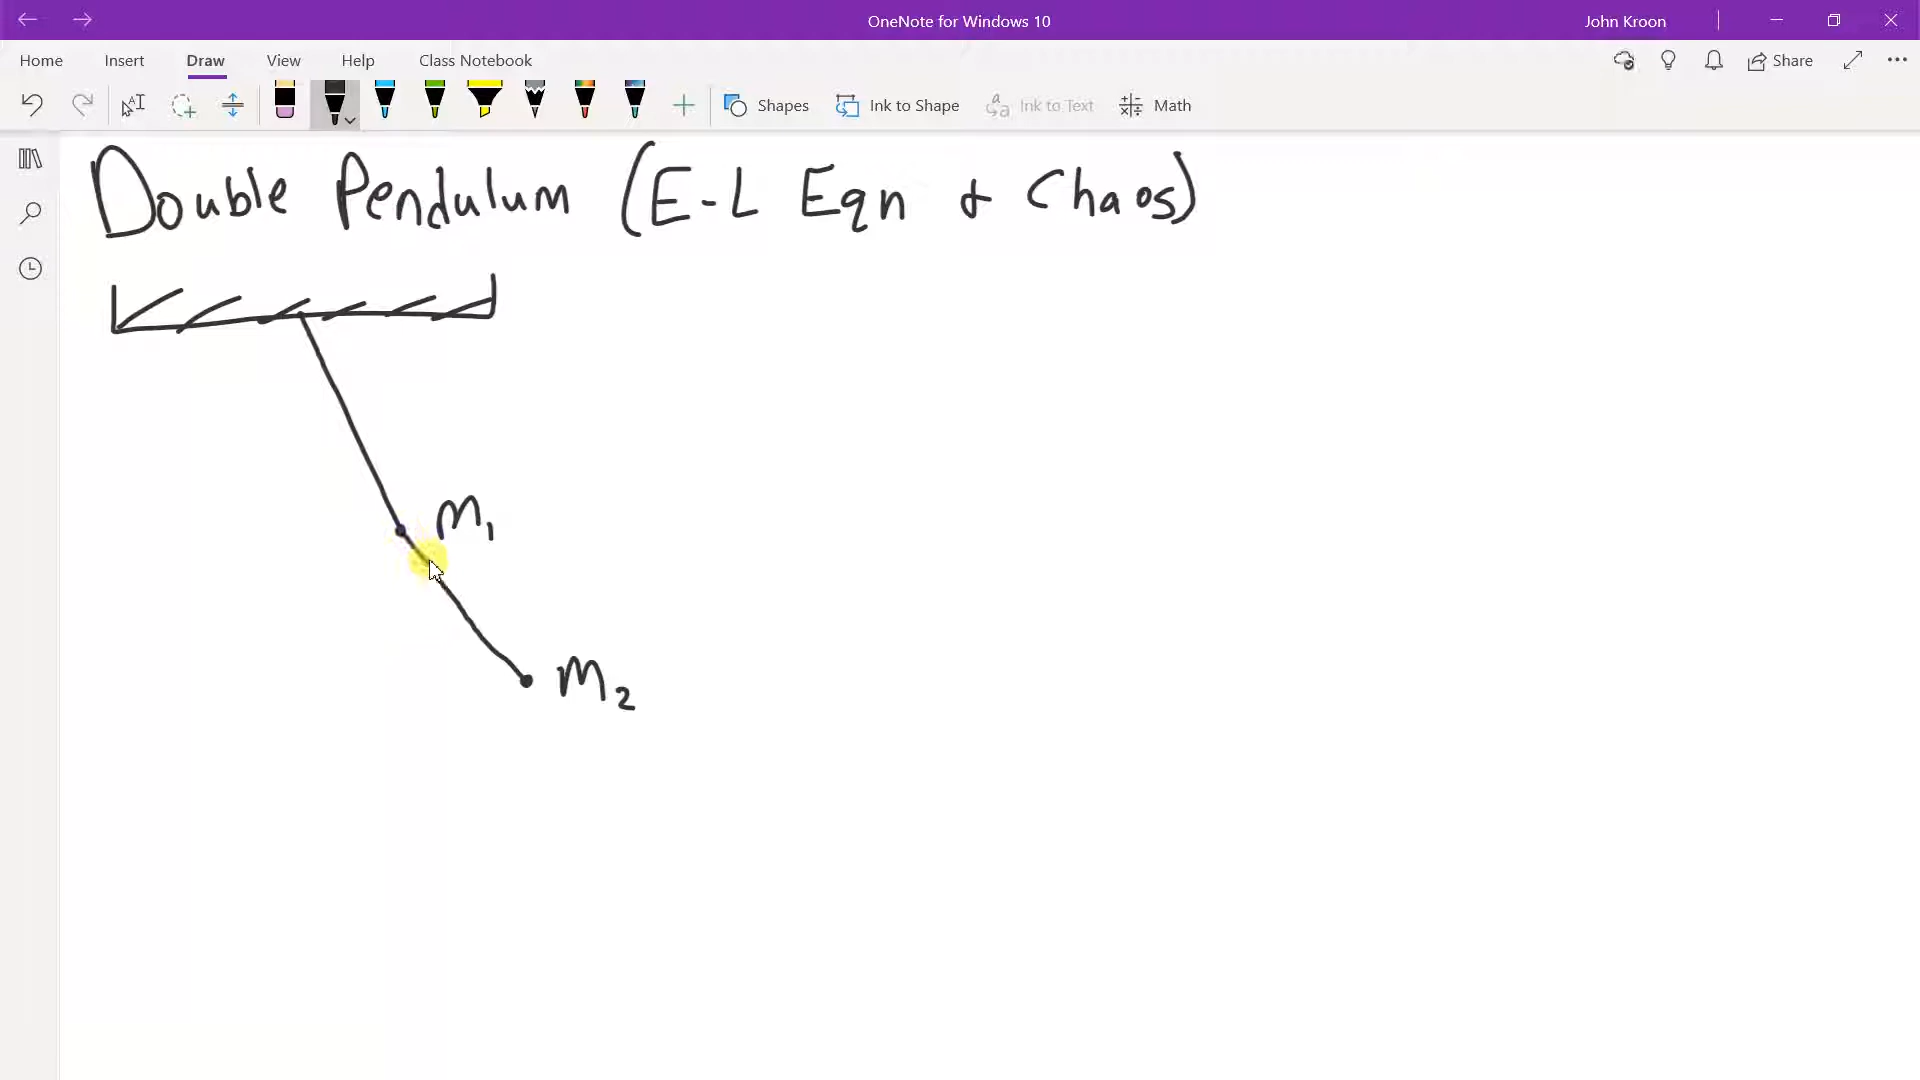 OneNote for Windows 10
John Kroon
Home Insert Draw View Help Class Notebook
Share
Shapes Ink to Shape Ink to Text Math
Double Pendulum (E-L Eqn & Chaos)
M₁
M₂